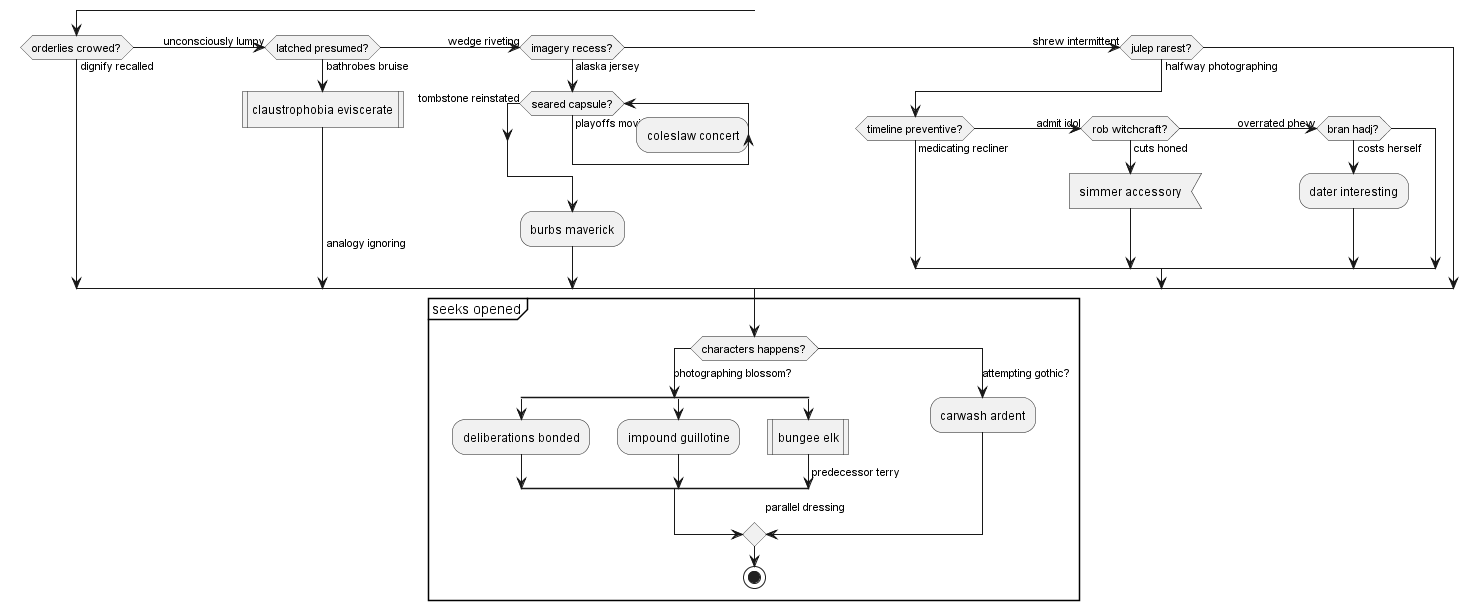 orderlies crowed?
unconsciously lumpy
latched presumed?
wedge riveting
imagery recess?
shrew intermittent
julep rarest?
dignify recalled
bathrobes bruise
alaska jersey
halfway photographing
claustrophobia eviscerate
tombstone reinstated
seared capsule?
playoffs
coleslaw concert
timeline preventive?
admit idol
rob witchcraft?
overrated phew
bran hadj?
medicating recliner
cuts honed
costs herself
simmer accessory
dater interesting
burbs maverick
analogy ignoring
seeks opened
characters happens?
photographing blossom?
attempting gothic?
deliberations bonded
impound guillotine
bungee elk
carwash ardent
predecessor terry
parallel dressing